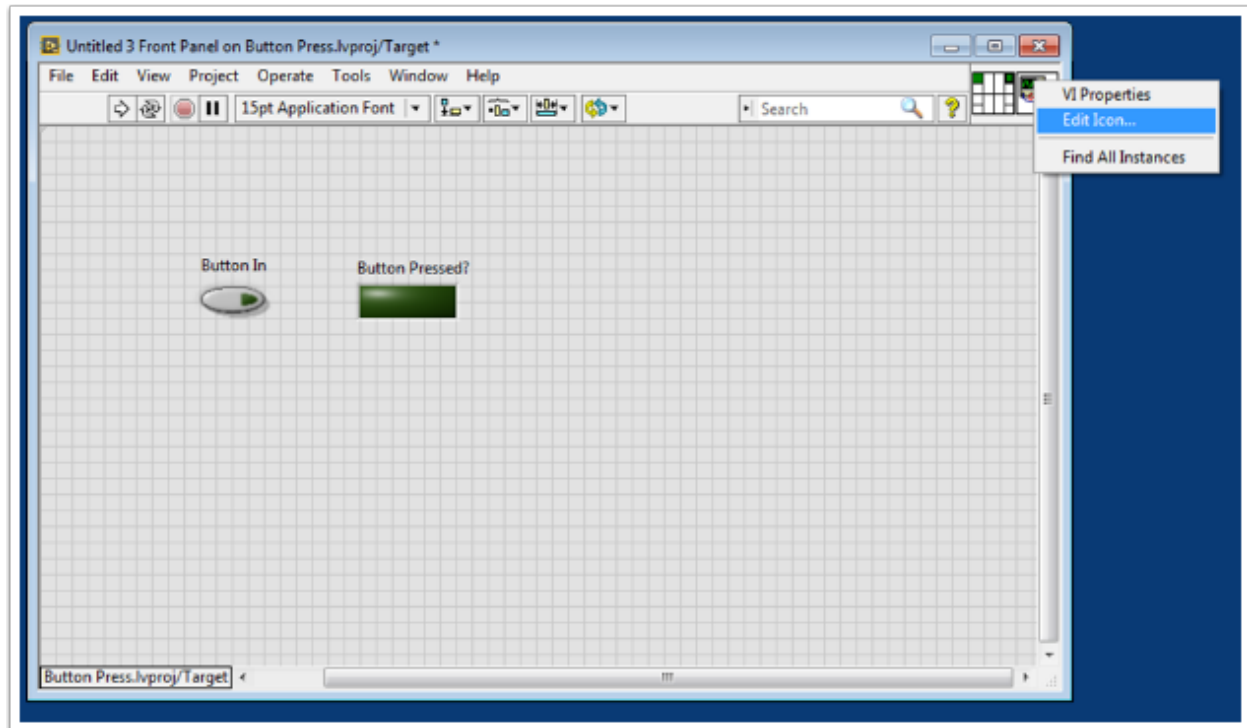 Untitled 3 Front Panel on Button Press.lvproj/Target *
File Edit View Project Operate Tools Window Help
15pt Application Font
Search
VI Properties
Edit Icon...
Find All Instances
Button In
Button Pressed?
Button Press.lvproj/Target